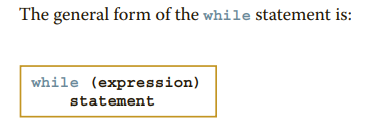 The general form of the while statement is:
while (expression)
statement